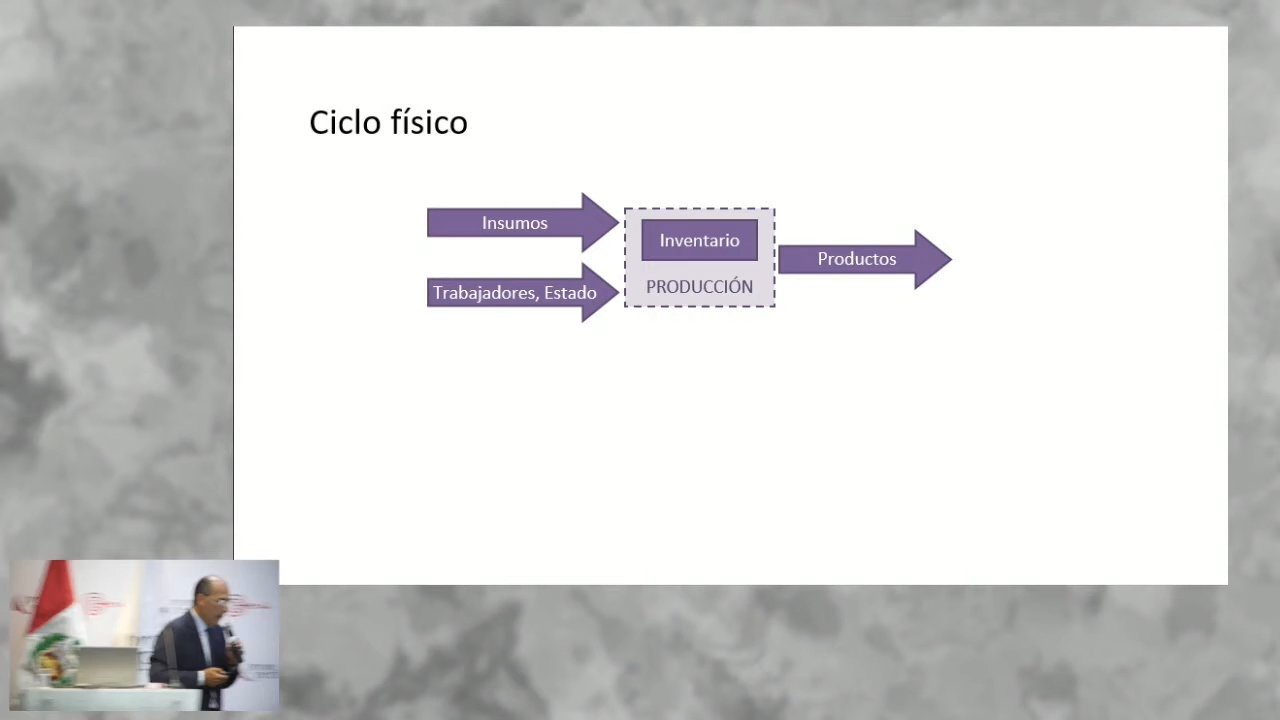 Ciclo físico
Insumos
Trabajadores, Estado
Inventario
PRODUCCIÓN
Productos